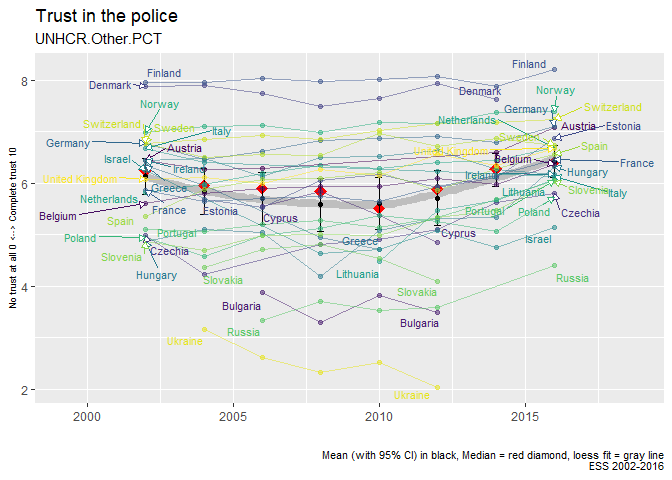 Trust in the police
UNHCR.Other.PCT
No trust at all 0 <--> Complete trust 10
8
6
4
2
Finland
Denmark
Norway
Switzerland
Sweden
Italy
Germany
Austria
Israel
Ireland
United Kingdom
Greece
Netherlands
France
Estonia
Belgium
Spain
Portugal
Poland
Czechia
Slovenia
Hungary
Cyprus
Slovakia
Bulgaria
Russia
Ukraine
Greece
Lithuania
Finland
Denmark
Norway
Germany
Switzerland
Netherlands
Austria
Estonia
Sweden
Spain
United Kingdom
Belgium
France
Ireland
Hungary
Lithuania
Slovenia
Italy
Portugal
Poland
Czechia
Cyprus
Israel
Slovakia
Russia
Bulgaria
Ukraine
2000
2005
2010
2015
Mean (with 95% CI) in black, Median = red diamond, loess fit = gray line
ESS 2002-2016